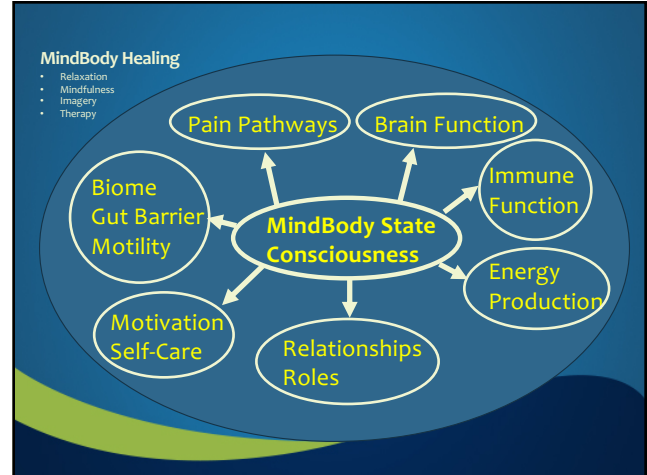 MindBody Healing
• Relaxation
• Mindfulness
• Imagery
• Therapy
Pain Pathways
Brain Function
Biome
Gut Barrier
Motility
Immune
Function
MindBody State
Consciousness
Energy
Production
Motivation
Self-Care
Relationships
Roles